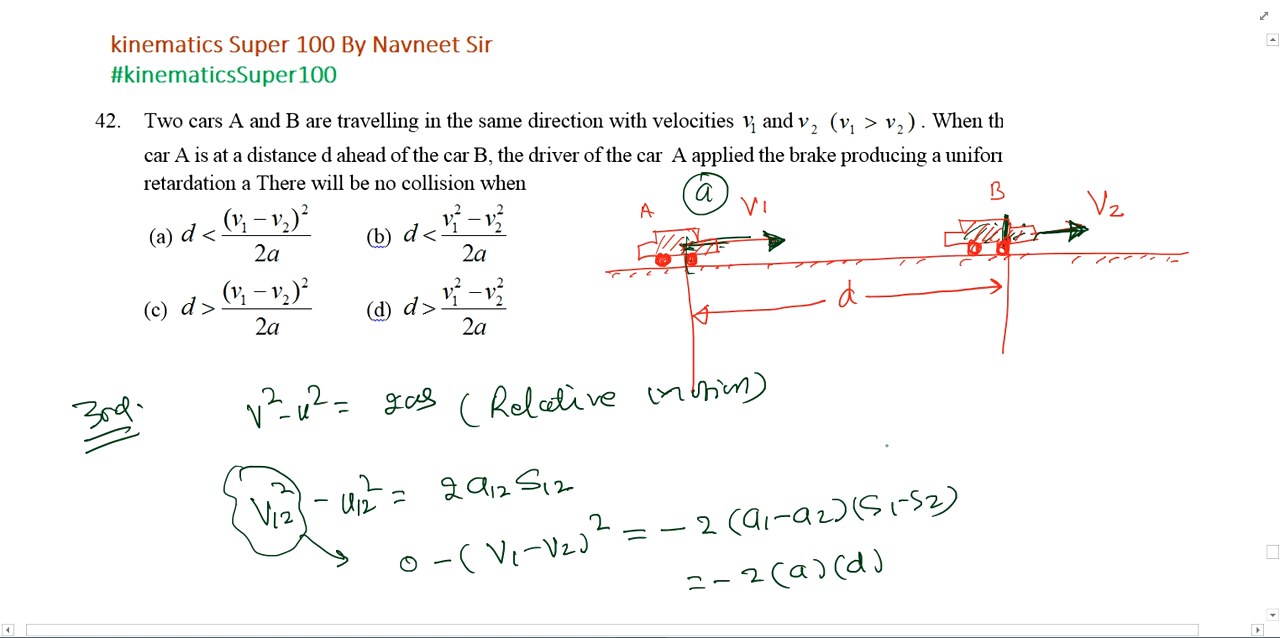 kinematics Super 100 By Navneet Sir
#kinematicsSuper100
42. Two cars A and B are travelling in the same direction with velocities v₁ and v₂ (v₁ > v₂). When th
car A is at a distance d ahead of the car B, the driver of the car A applied the brake producing a uniform
retardation a There will be no collision when
(a) d < (v₁ − v₂)² / 2a (b) d < v₁² − v₂² / 2a
(c) d > (v₁ − v₂)² / 2a (d) d > v₁² − v₂² / 2a
A a V1 B V2
d
3rd.
v² - u² = 2as (Relative motion)
V12² - u12² = 2 a12 S12
0 - (V1 - V2)² = - 2 (a1 - a2) (S1 - S2)
= - 2 (a) (d)